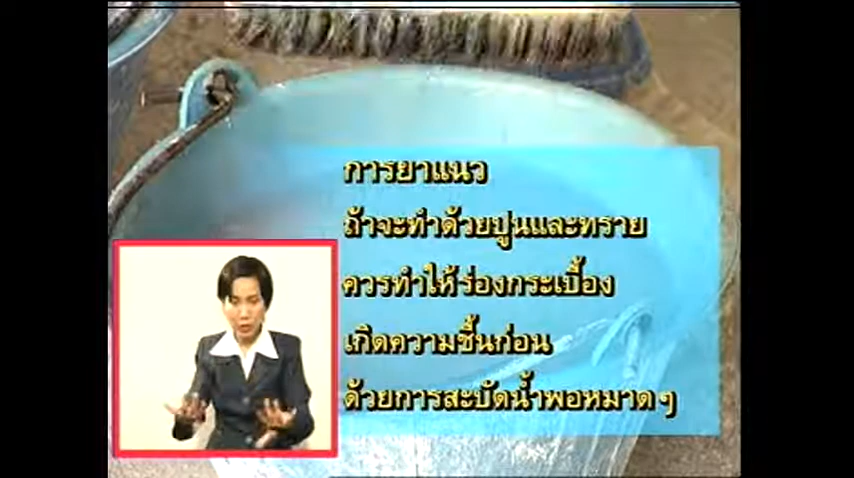 การยาแนว
ถ้าจะทำด้วยปูนและทราย
ควรทำให้ร่องกระเบื้อง
เกิดความชื้นก่อน
ด้วยการสะบัดน้ำพอหมาดๆ